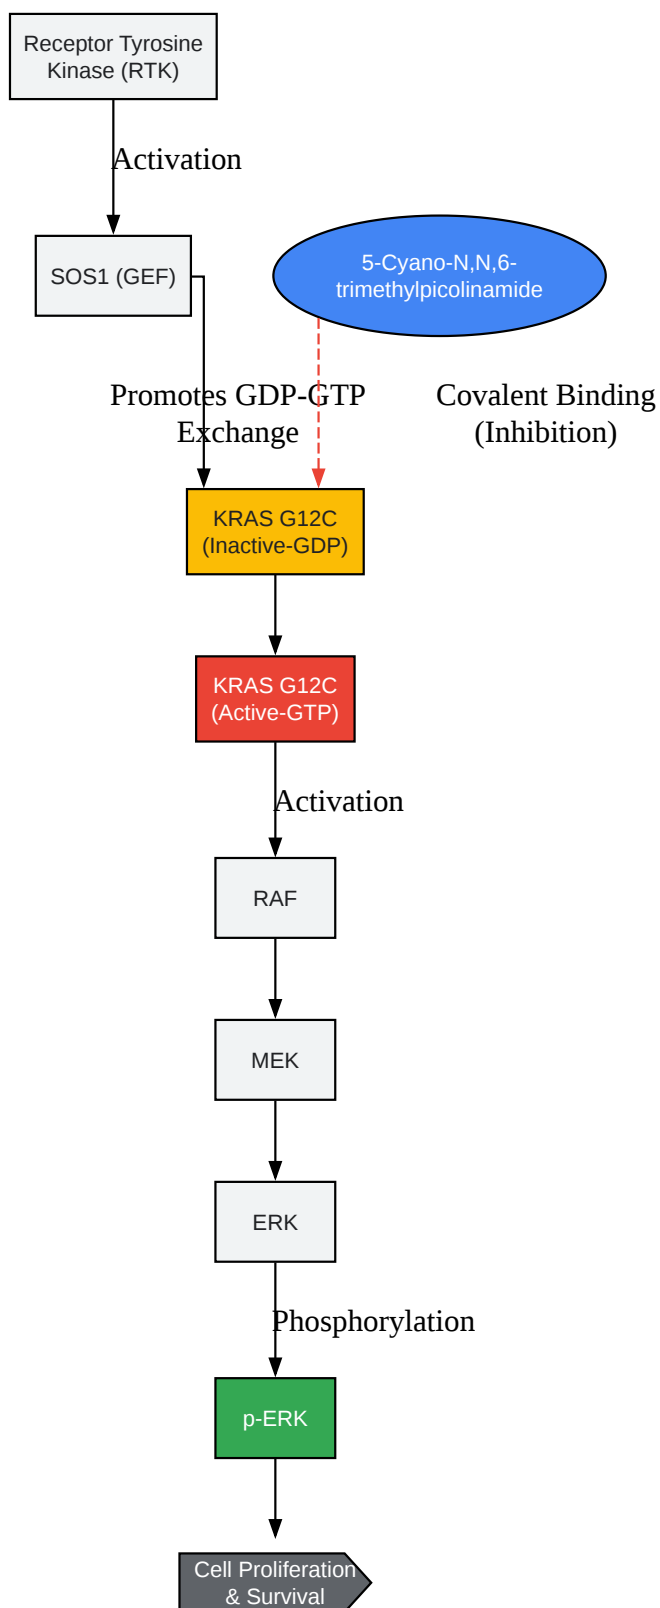 Receptor Tyrosine
Kinase (RTK)
Activation
SOS1 (GEF)
5-Cyano-N,N,6-
trimethylpicolinamide
Promotes GDP-GTP
Exchange
Covalent Binding
(Inhibition)
KRAS G12C
(Inactive-GDP)
KRAS G12C
(Active-GTP)
Activation
RAF
MEK
ERK
Phosphorylation
p-ERK
Cell Proliferation
& Survival